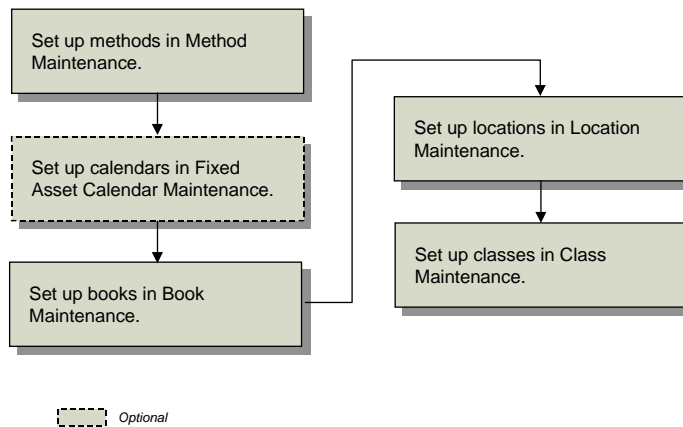 Set up methods in Method
Maintenance.
Set up calendars in Fixed
Asset Calendar Maintenance.
Set up books in Book
Maintenance.
Set up locations in Location
Maintenance.
Set up classes in Class
Maintenance.
Optional